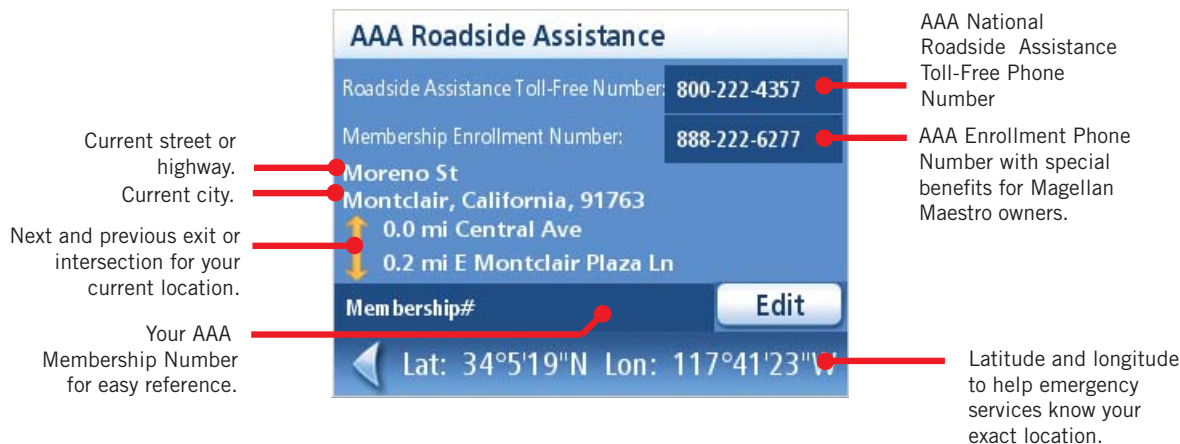 AAA Roadside Assistance
Roadside Assistance Toll-Free Number: 800-222-4357
Membership Enrollment Number: 888-222-6277
Moreno St
Montclair, California, 91763
0.0 mi Central Ave
0.2 mi E Montclair Plaza Ln
Membership#
Edit
Lat: 34°5'19"N Lon: 117°41'23"W
Current street or
highway.
Current city.
Next and previous exit or
intersection for your
current location.
Your AAA
Membership Number
for easy reference.
AAA National
Roadside Assistance
Toll-Free Phone
Number
AAA Enrollment Phone
Number with special
benefits for Magellan
Maestro owners.
Latitude and longitude
to help emergency
services know your
exact location.